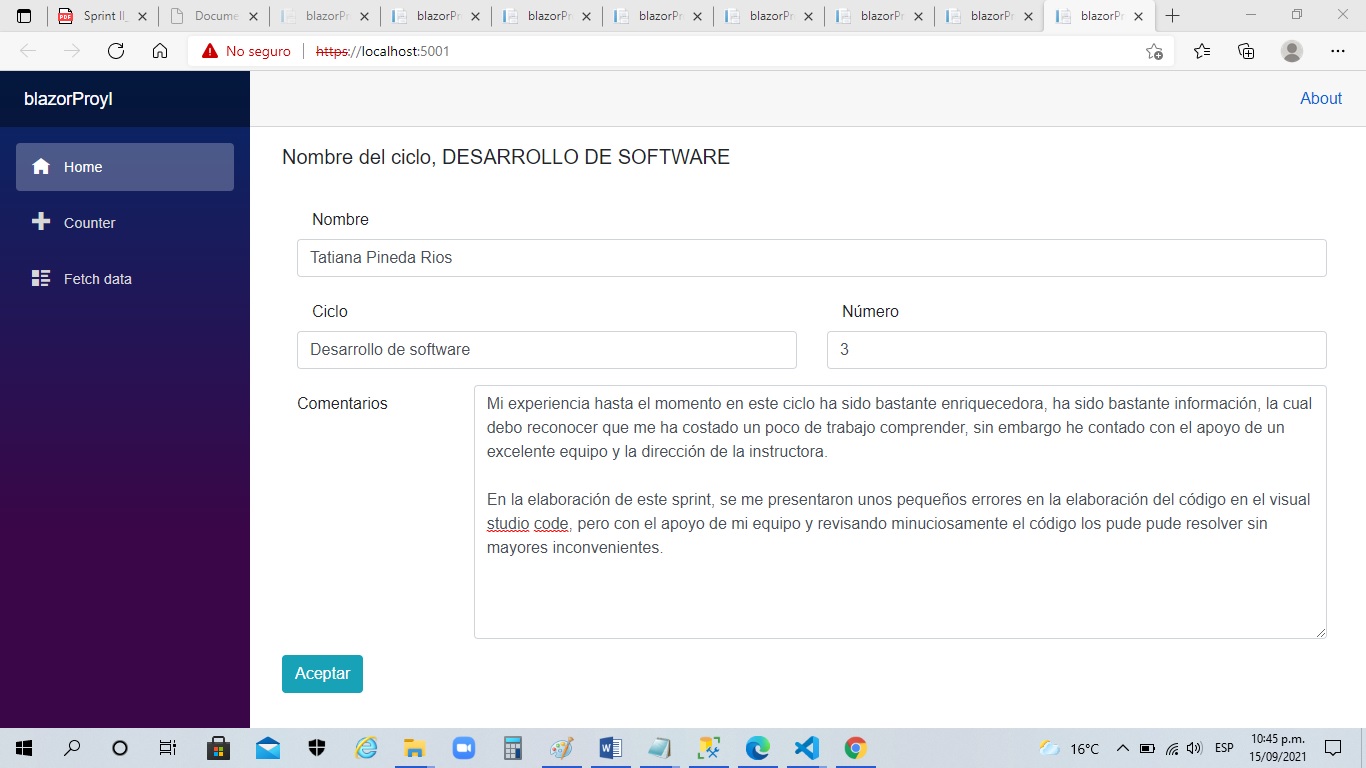 Sprint II_
Docume
blazorPr
blazorPr
blazorPr
blazorPr
blazorPr
blazorPr
blazorPr
blazorPr
No seguro
https://localhost:5001
blazorProyI
About
Home
Counter
Fetch data
Nombre del ciclo, DESARROLLO DE SOFTWARE
Nombre
Tatiana Pineda Rios
Ciclo
Número
Desarrollo de software
3
Comentarios
Mi experiencia hasta el momento en este ciclo ha sido bastante enriquecedora, ha sido bastante información, la cual
debo reconocer que me ha costado un poco de trabajo comprender, sin embargo he contado con el apoyo de un
excelente equipo y la dirección de la instructora.
En la elaboración de este sprint, se me presentaron unos pequeños errores en la elaboración del código en el visual
studio code, pero con el apoyo de mi equipo y revisando minuciosamente el código los pude pude resolver sin
mayores inconvenientes.
Aceptar
16°C
ESP
10:45 p.m.
15/09/2021